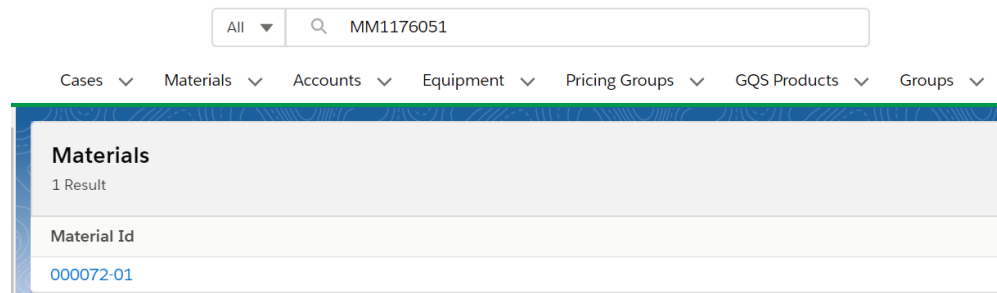 All MM1176051
Cases Materials Accounts Equipment Pricing Groups GQS Products Groups
Materials
1 Result
Material Id
000072-01